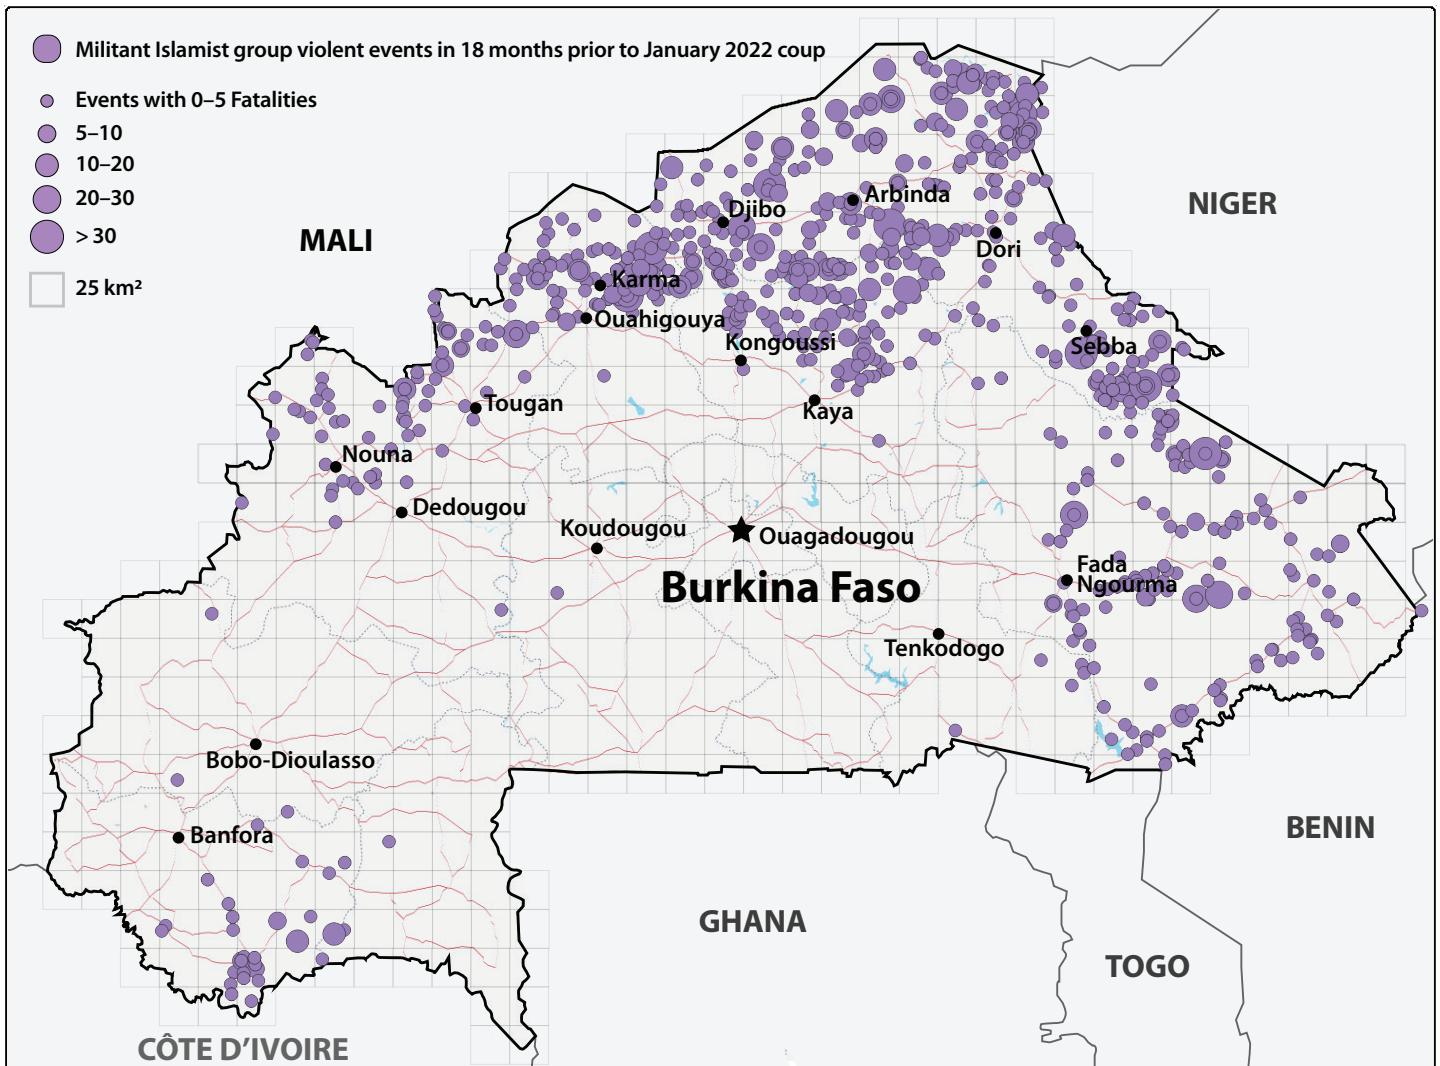 Militant Islamist group violent events in 18 months prior to January 2022 coup
Events with 0–5 Fatalities
5–10
10–20
20–30
> 30
25 km²
MALI
NIGER
Djibo
Arbinda
Dori
Karma
Ouahigouya
Kongoussi
Sebba
Tougan
Kaya
Nouna
Dedougou
Koudougou
Ouagadougou
Burkina Faso
Fada
Ngourma
Tenkodogo
Bobo-Dioulasso
Banfora
BENIN
GHANA
TOGO
CÔTE D’IVOIRE